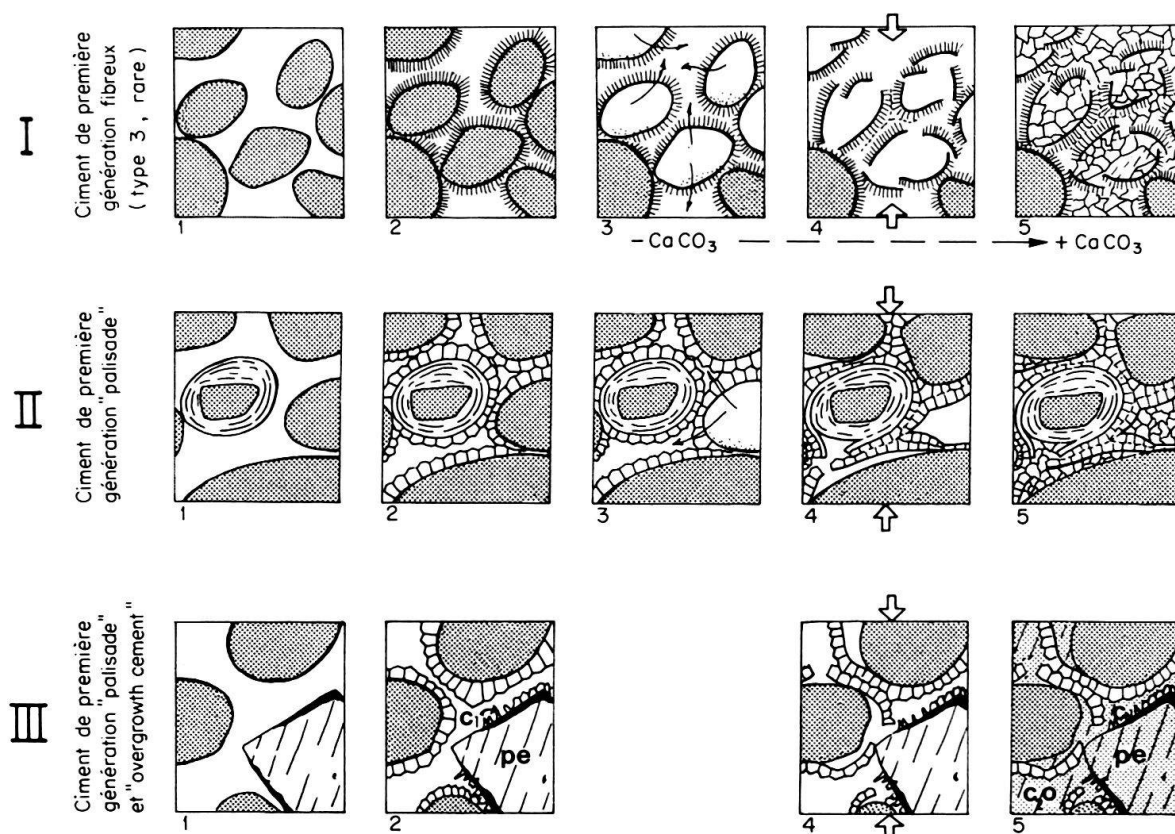 I
Ciment de première
génération fibreux
( type 3 , rare )
1
2
3
4
5
- CaCO₃
+ CaCO₃
II
Ciment de première
génération "palisade"
1
2
3
4
5
III
Ciment de première
génération "palisade"
et "overgrowth cement"
1
2
C₁
pe
4
5
pe
C₂O